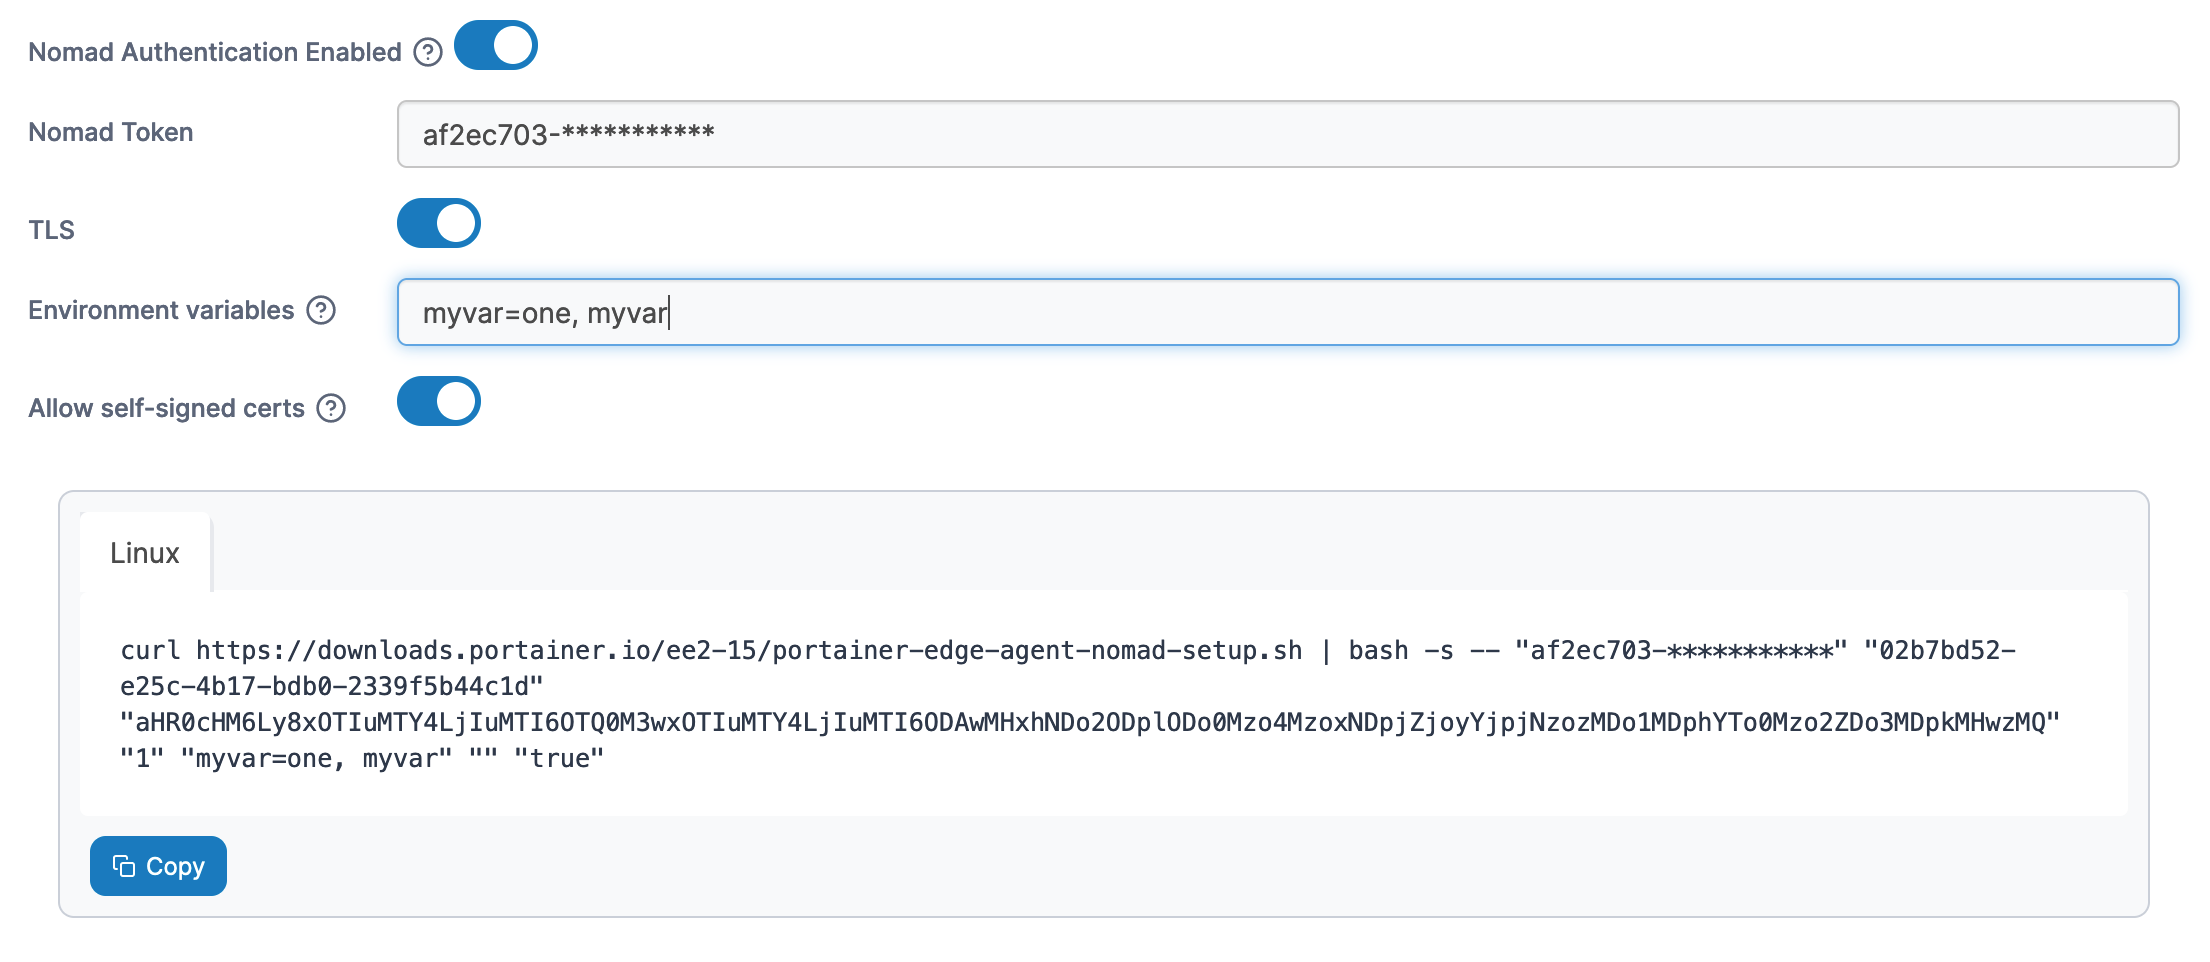 Nomad Authentication Enabled
Nomad Token
af2ec703-***********
TLS
Environment variables
myvar=one, myvar
Allow self-signed certs
Linux
curl https://downloads.portainer.io/ee2-15/portainer-edge-agent-nomad-setup.sh | bash -s -- "af2ec703-***********" "02b7bd52-
e25c-4b17-bdb0-2339f5b44c1d"
"aHR0cHM6Ly8xOTIuMTY4LjIuMTI6OTQ0M3wxOTIuMTY4LjIuMTI6ODAwMHxhNDo2ODplODo0Mzo4MzoxNDpjZjoyYjpjNzozMDo1MDphYTo0Mzo2ZDo3MDpkMHwzMQ"
"1" "myvar=one, myvar" "" "true"
Copy